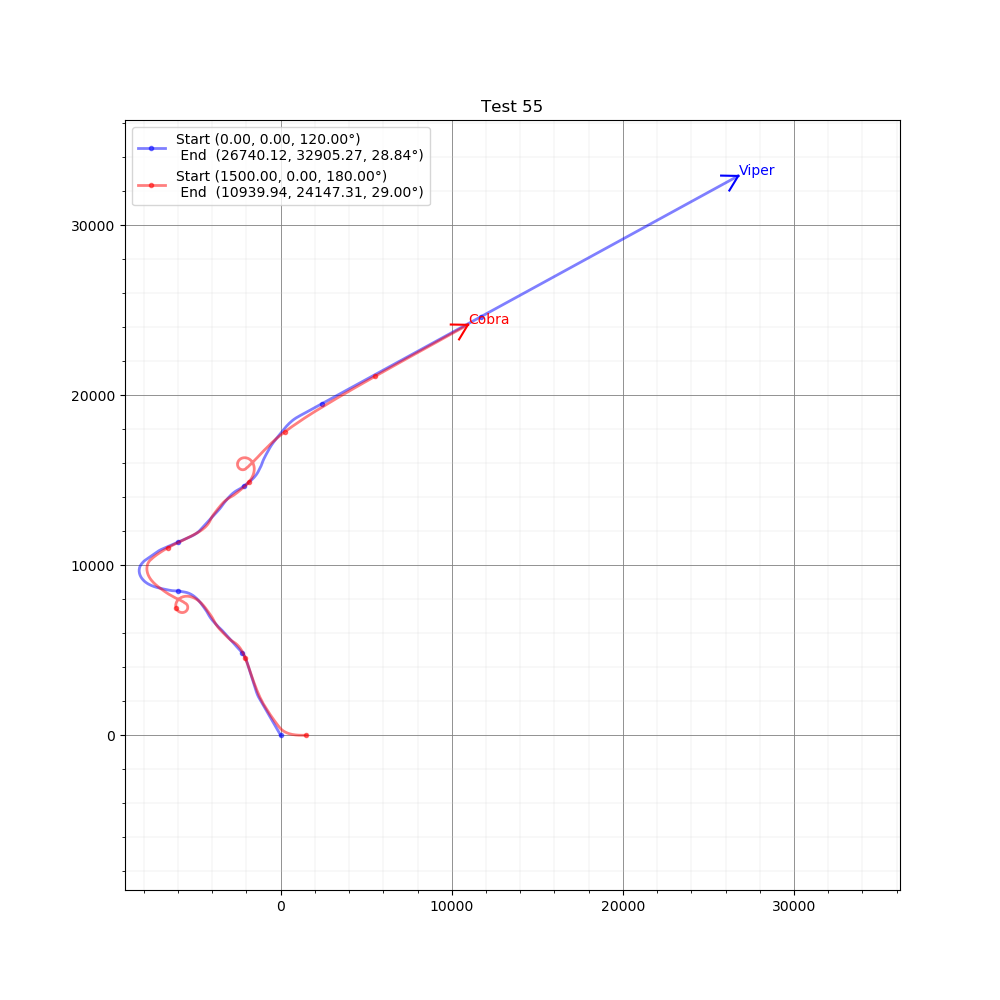 Test 55
Start (0.00, 0.00, 120.00°)
End (26740.12, 32905.27, 28.84°)
Start (1500.00, 0.00, 180.00°)
End (10939.94, 24147.31, 29.00°)
Viper
Cobra
30000
20000
10000
0
0
10000
20000
30000